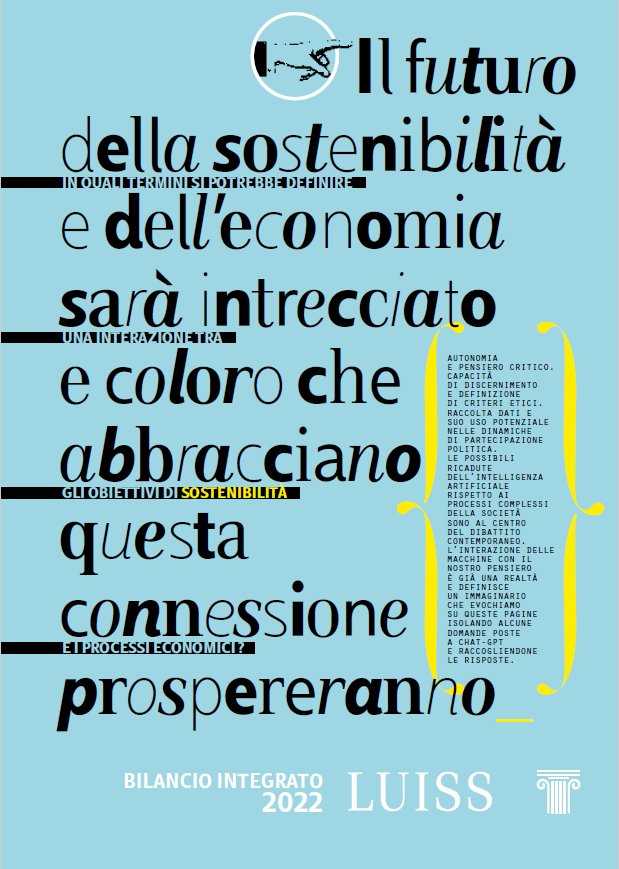 Il futuro
della sostenibilità
IN QUALI TERMINI SI POTREBBE DEFINIRE
e dell'economia
sarà intrecciato
UNA INTERAZIONE TRA
e coloro che
abbracciano
GLI OBIETTIVI DI SOSTENIBILITÀ
questa
connessione
E I PROCESSI ECONOMICI?
prospereranno_
AUTONOMIA
E PENSIERO CRITICO.
CAPACITÀ
DI DISCERNIMENTO
E DEFINIZIONE
DI CRITERI ETICI.
RACCOLTA DATI E
SUO USO POTENZIALE
NELLE DINAMICHE
DI PARTECIPAZIONE
POLITICA.
LE POSSIBILI
RICADUTE
DELL'INTELLIGENZA
ARTIFICIALE
RISPETTO AI
PROCESSI COMPLESSI
DELLA SOCIETÀ
SONO AL CENTRO
DEL DIBATTITO
CONTEMPORANEO.
L'INTERAZIONE DELLE
MACCHINE CON IL
NOSTRO PENSIERO
È GIÀ UNA REALTÀ
E DEFINISCE
UN IMMAGINARIO
CHE EVOCHIAMO
SU QUESTE PAGINE
ISOLANDO ALCUNE
DOMANDE POSTE
A CHAT-GPT
E RACCOGLIENDONE
LE RISPOSTE.
BILANCIO INTEGRATO
2022
LUISS